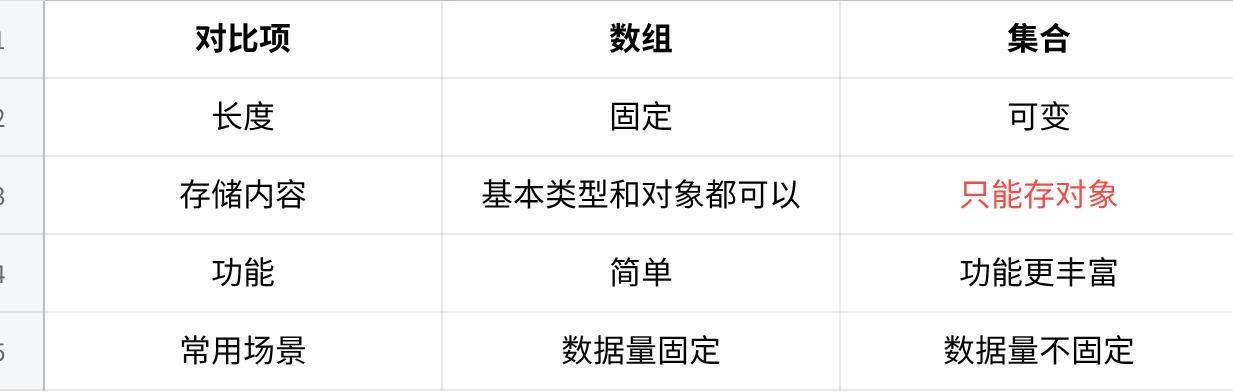 1 对比项 数组 集合
2 长度 固定 可变
3 存储内容 基本类型和对象都可以 只能存对象
4 功能 简单 功能更丰富
5 常用场景 数据量固定 数据量不固定